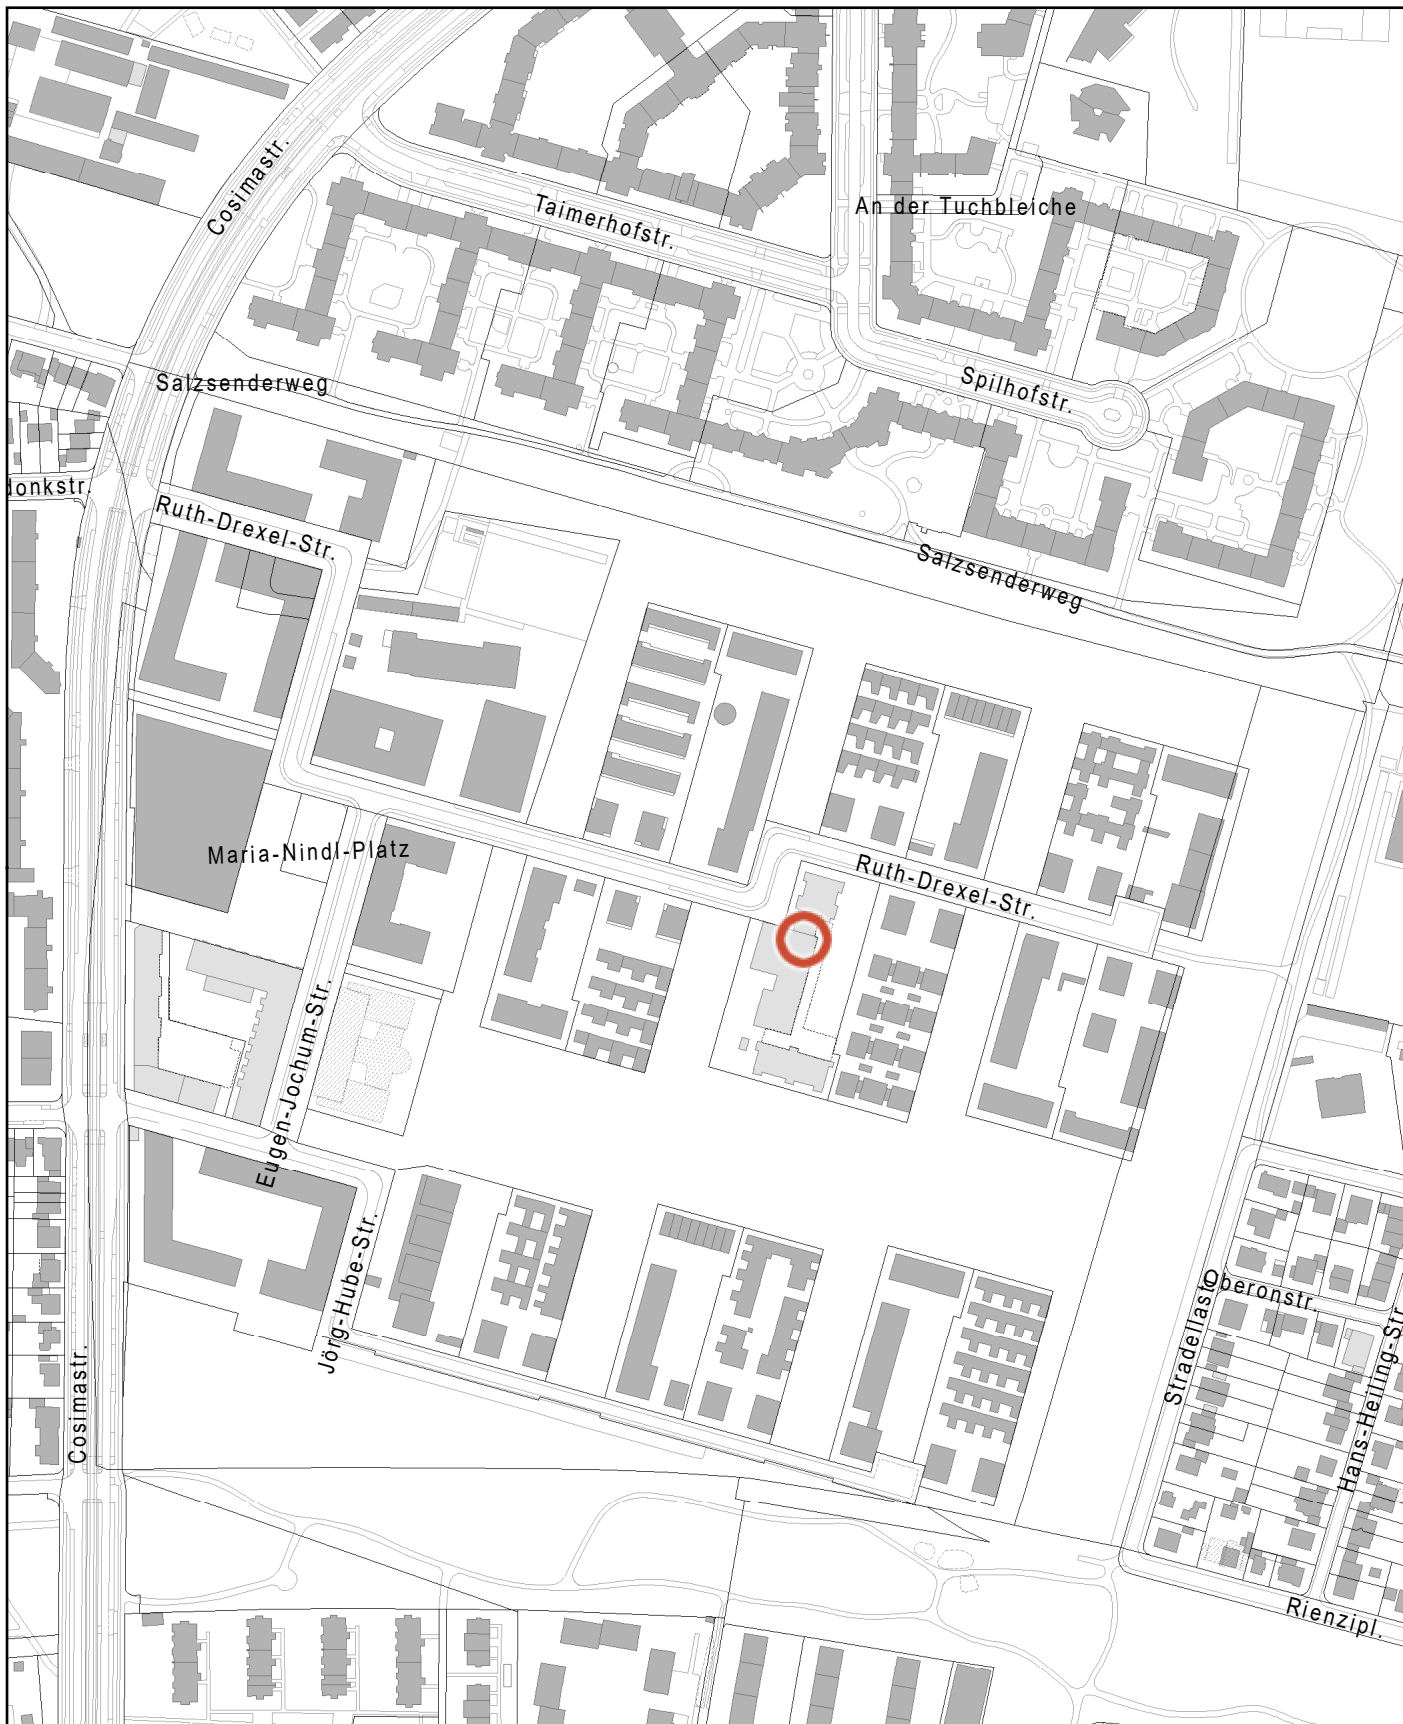 Cosimastr.
Taimerhofstr.
An der Tuchbleiche
Salzsenderweg
Spilhofstr.
donkstr.
Ruth-Drexel-Str.
Salzsenderweg
Maria-Nindl-Platz
Ruth-Drexel-Str.
Eugen-Jochum-Str.
Jörg-Hube-Str.
Oberonstr.
Stradellastr.
Hans-Heiling-Str.
Cosimastr.
Rienzipl.